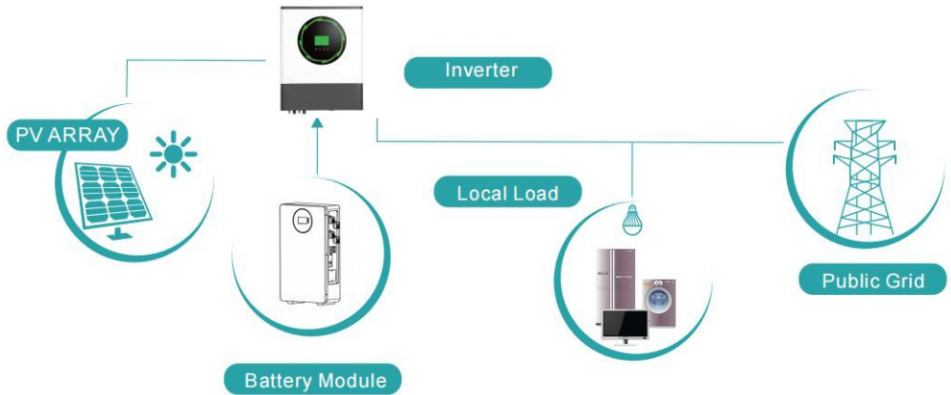 Inverter
PV ARRAY
Local Load
Public Grid
Battery Module